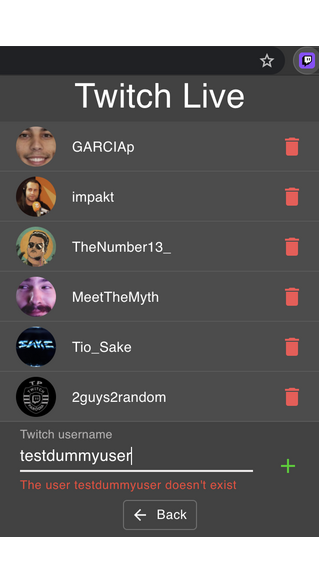 Twitch Live
GARCIAp
impakt
TheNumber13_
MeetTheMyth
Tio_Sake
2guys2random
Twitch username
testdummyuser
The user testdummyuser doesn't exist
Back